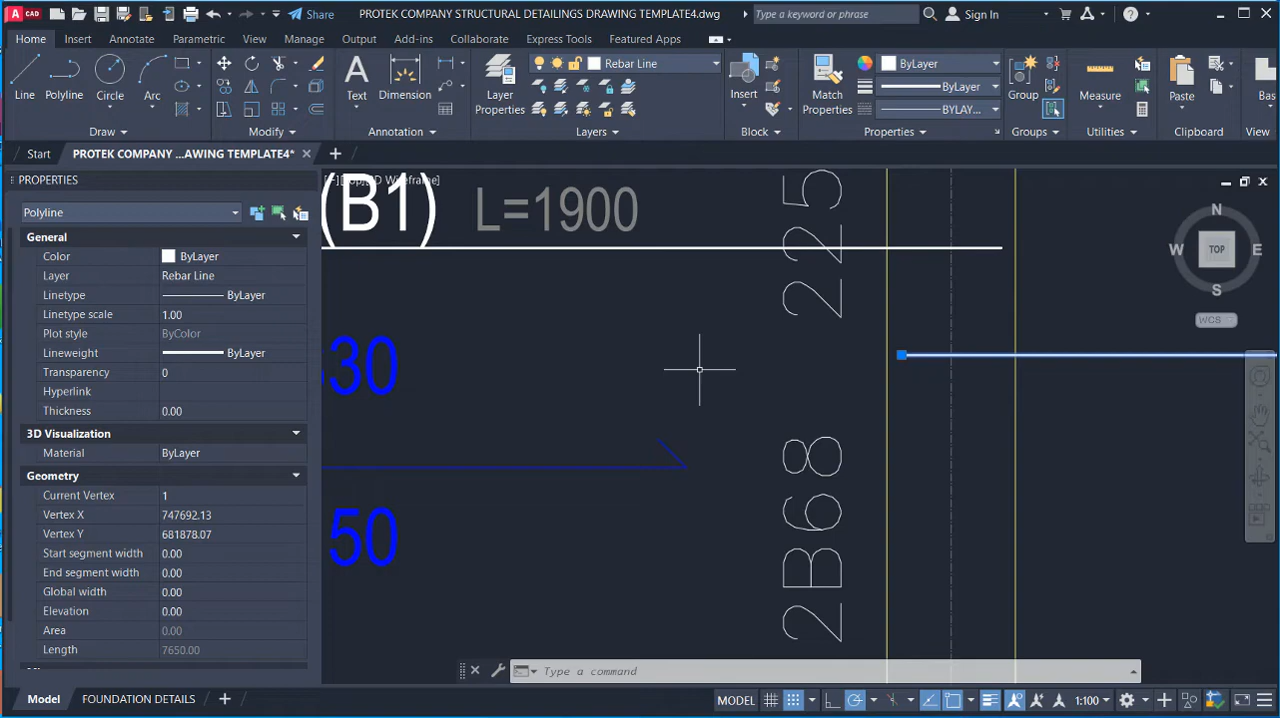 CAD
Share
PROTEK COMPANY STRUCTURAL DETAILINGS DRAWING TEMPLATE4.dwg
Type a keyword or phrase
Sign In
Home
Insert
Annotate
Parametric
View
Manage
Output
Add-ins
Collaborate
Express Tools
Featured Apps
Rebar Line
ByLayer
ByLayer
BYLAY...
Line
Polyline
Circle
Arc
Text
Dimension
Layer
Properties
Insert
Match
Properties
Group
Measure
Paste
Bas
Draw
Modify
Annotation
Layers
Block
Properties
Groups
Utilities
Clipboard
View
Start
PROTEK COMPANY ...AWING TEMPLATE4*
PROPERTIES
Polyline
General
Color ByLayer
Layer Rebar Line
Linetype ByLayer
Linetype scale 1.00
Plot style ByColor
Lineweight ByLayer
Transparency 0
Hyperlink
Thickness 0.00
3D Visualization
Material ByLayer
Geometry
Current Vertex 1
Vertex X 747692.13
Vertex Y 681878.07
Start segment width 0.00
End segment width 0.00
Global width 0.00
Elevation 0.00
Area 0.00
Length 7650.00
(B1) L=1900
225
30
50
2B68
N
W
TOP
E
S
WCS
Type a command
Model
FOUNDATION DETAILS
MODEL
1:100